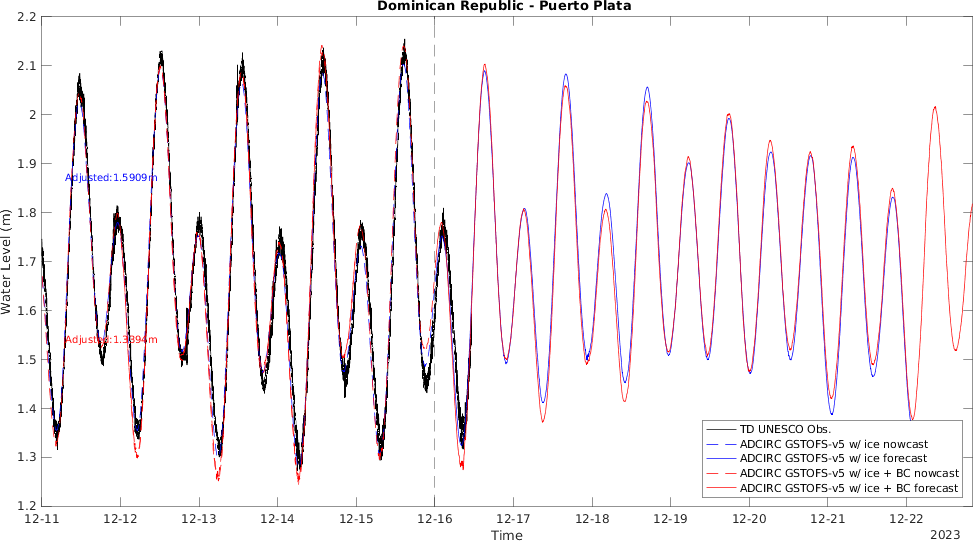 Dominican Republic - Puerto Plata
2.2
2.1
2
1.9
1.8
1.7
1.6
1.5
1.4
1.3
1.2
Water Level (m)
Adjusted:1.5909m
Adjusted:1.3394m
TD UNESCO Obs.
ADCIRC GSTOFS-v5 w/ ice nowcast
ADCIRC GSTOFS-v5 w/ ice forecast
ADCIRC GSTOFS-v5 w/ ice + BC nowcast
ADCIRC GSTOFS-v5 w/ ice + BC forecast
12-11 12-12 12-13 12-14 12-15 12-16 12-17 12-18 12-19 12-20 12-21 12-22
Time
2023